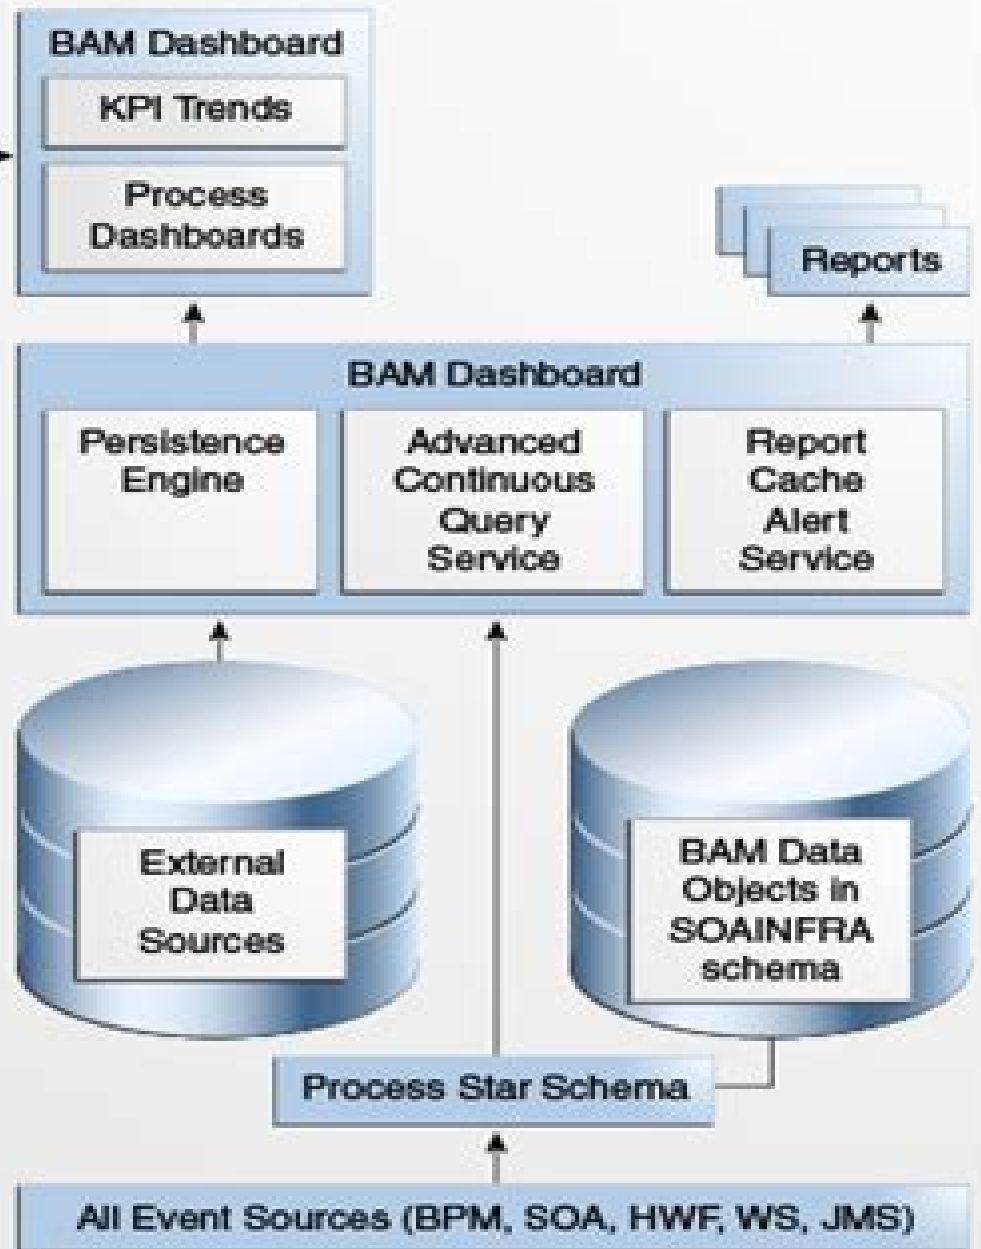 BAM Dashboard
KPI Trends
Process
Dashboards
Reports
BAM Dashboard
Persistence
Engine
Advanced
Continuous
Query
Service
Report
Cache
Alert
Service
External
Data
Sources
BAM Data
Objects in
SOAINFRA
schema
Process Star Schema
All Event Sources (BPM, SOA, HWF, WS, JMS)